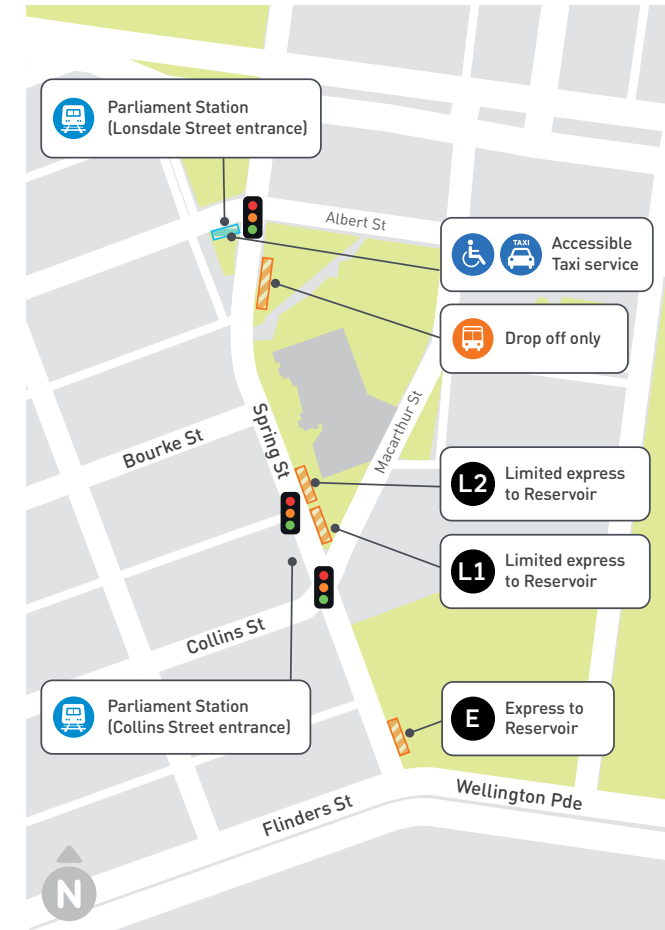 Parliament Station
(Lonsdale Street entrance)
Albert St
TAXI
Accessible
Taxi service
Drop off only
Spring St
Macarthur St
Bourke St
L2
Limited express
to Reservoir
L1
Limited express
to Reservoir
Collins St
Parliament Station
(Collins Street entrance)
E
Express to
Reservoir
Wellington Pde
Flinders St
N